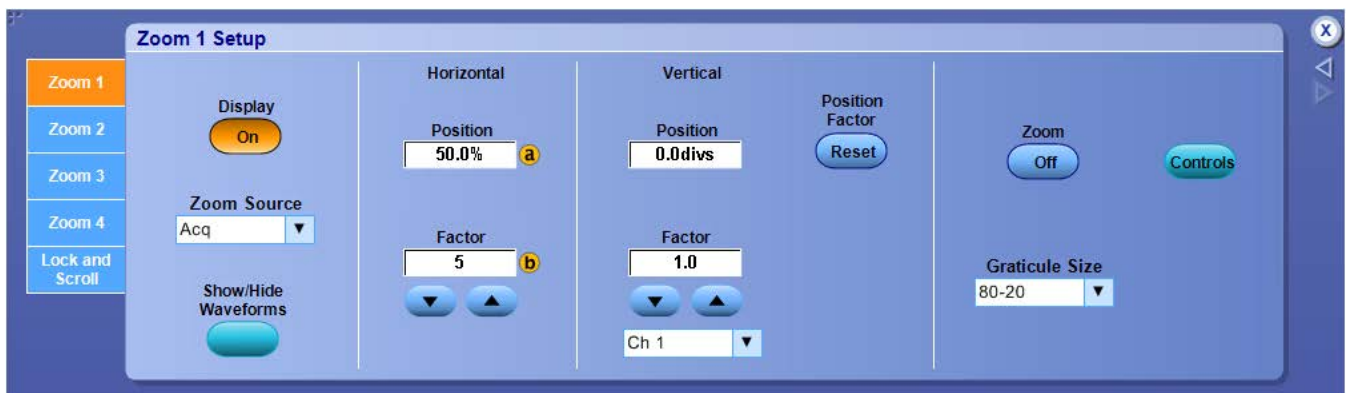 Zoom 1 Setup
X
Zoom 1
Zoom 2
Zoom 3
Zoom 4
Lock and
Scroll
Display
On
Zoom Source
Acq
Show/Hide
Waveforms
Horizontal
Position
50.0%
a
Factor
5
b
Vertical
Position
0.0divs
Factor
1.0
Ch 1
Position
Factor
Reset
Zoom
Off
Graticule Size
80-20
Controls